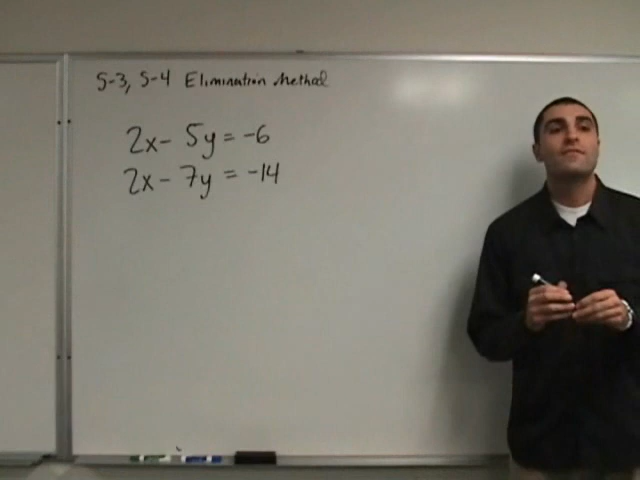 5-3, 5-4 Elimination Method
2x - 5y = -6
2x - 7y = -14